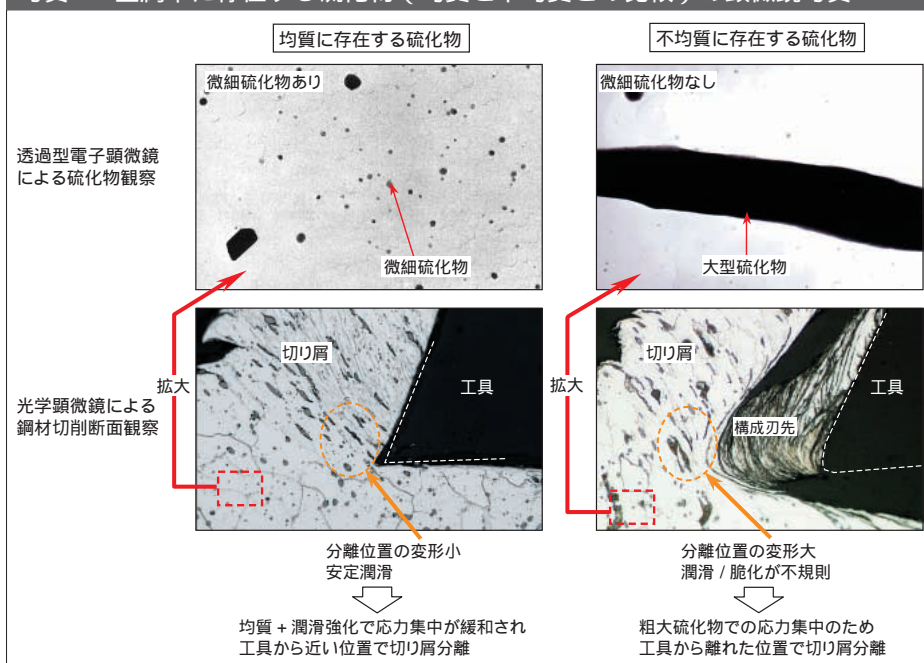 均質に存在する硫化物
不均質に存在する硫化物
透過型電子顕微鏡
による硫化物観察
微細硫化物あり
微細硫化物
微細硫化物なし
大型硫化物
光学顕微鏡による
鋼材切削断面観察
拡大
切り屑
工具
拡大
切り屑
構成刃先
工具
分離位置の変形小
安定潤滑
分離位置の変形大
潤滑 / 脆化が不規則
均質 + 潤滑強化で応力集中が緩和され
工具から近い位置で切り屑分離
粗大硫化物での応力集中のため
工具から離れた位置で切り屑分離